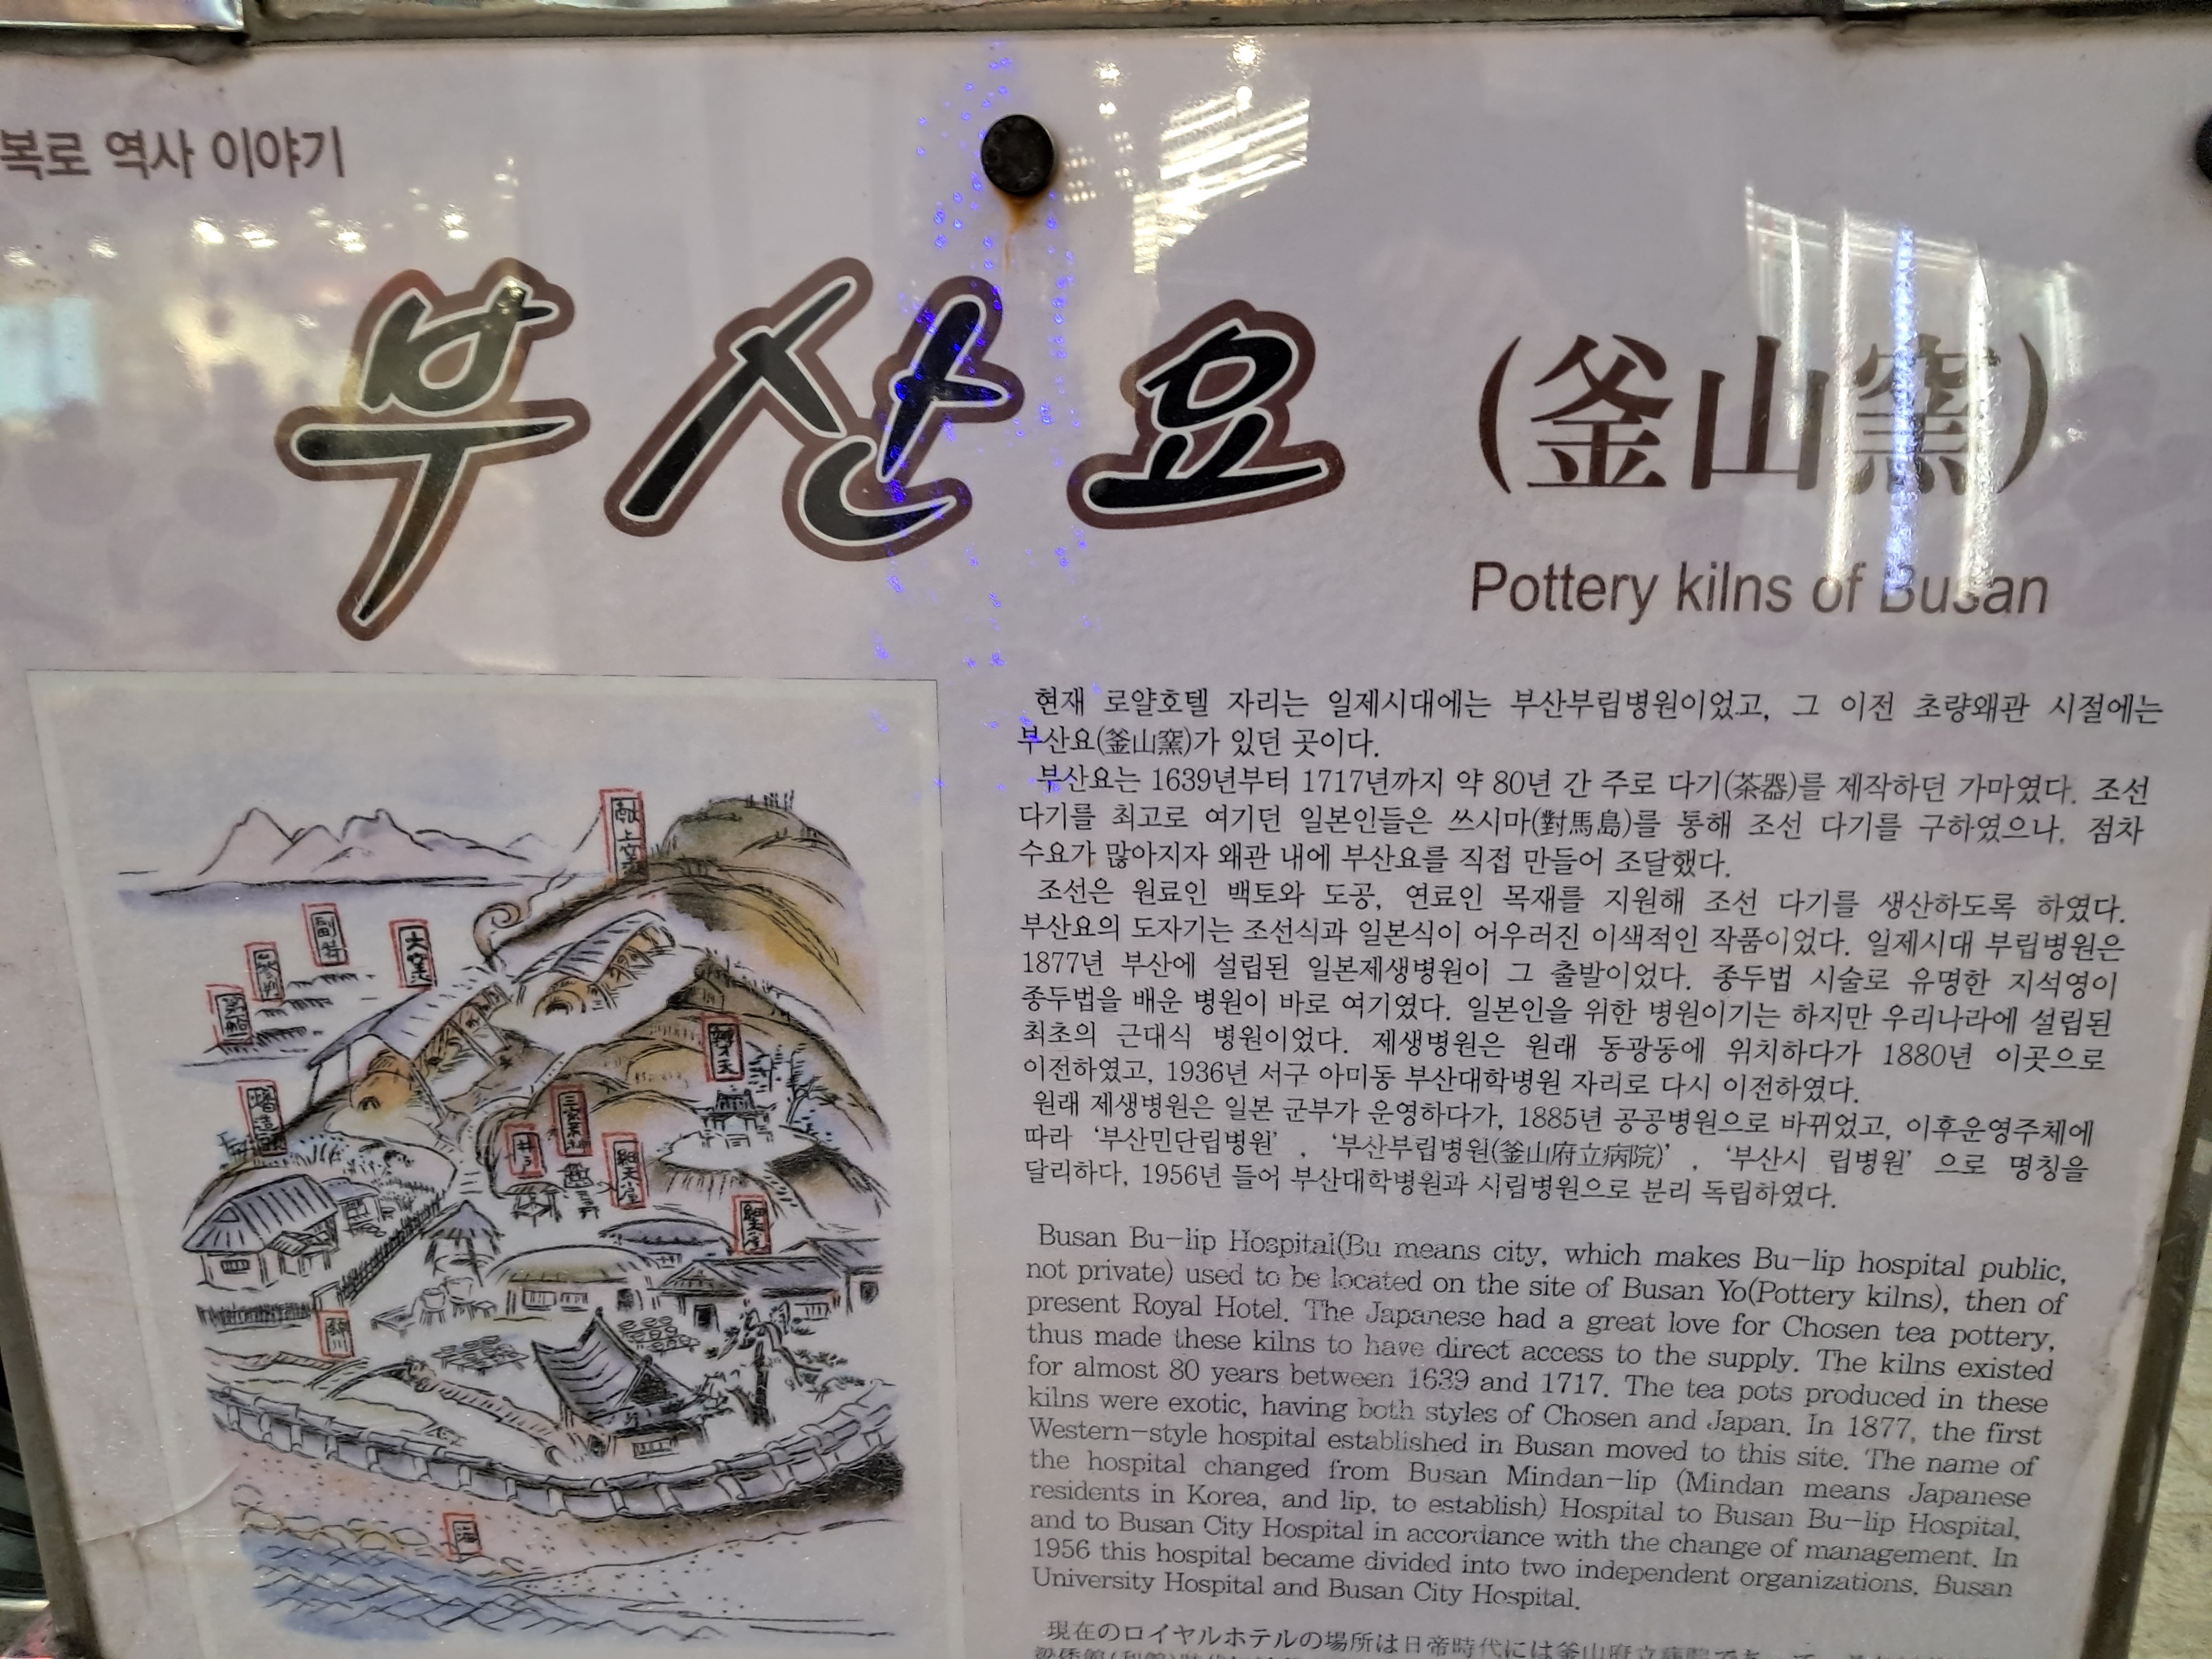 복로 역사 이야기
부산요 (釜山窯)
Pottery kilns of Busan
현재 로얄호텔 자리는 일제시대에는 부산부립병원이었고, 그 이전 초량왜관 시절에는
부산요(釜山窯)가 있던 곳이다.
부산요는 1639년부터 1717년까지 약 80년 간 주로 다기(茶器)를 제작하던 가마였다. 조선
다기를 최고로 여기던 일본인들은 쓰시마(對馬島)를 통해 조선 다기를 구하였으나, 점차
수요가 많아지자 왜관 내에 부산요를 직접 만들어 조달했다.
조선은 원료인 백토와 도공, 연료인 목재를 지원해 조선 다기를 생산하도록 하였다.
부산요의 도자기는 조선식과 일본식이 어우러진 이색적인 작품이었다. 일제시대 부립병원은
1877년 부산에 설립된 일본제생병원이 그 출발이었다. 종두법 시술로 유명한 지석영이
종두법을 배운 병원이 바로 여기였다. 일본인을 위한 병원이기는 하지만 우리나라에 설립된
최초의 근대식 병원이었다. 제생병원은 원래 동광동에 위치하다가 1880년 이곳으로
이전하였고, 1936년 서구 아미동 부산대학병원 자리로 다시 이전하였다.
원래 제생병원은 일본 군부가 운영하다가, 1885년 공공병원으로 바뀌었고, 이후운영주체에
따라 '부산민단립병원', '부산부립병원(釜山府立病院)', '부산시 립병원' 으로 명칭을
달리하다, 1956년 들어 부산대학병원과 시립병원으로 분리 독립하였다.
Busan Bu-lip Hospital(Bu means city, which makes Bu-lip hospital public,
not private) used to be located on the site of Busan Yo(Pottery kilns), then of
present Royal Hotel. The Japanese had a great love for Chosen tea pottery,
thus made these kilns to have direct access to the supply. The kilns existed
for almost 80 years between 1639 and 1717. The tea pots produced in these
kilns were exotic, having both styles of Chosen and Japan. In 1877, the first
Western-style hospital established in Busan moved to this site. The name of
the hospital changed from Busan Mindan-lip (Mindan means Japanese
residents in Korea, and lip, to establish) Hospital to Busan Bu-lip Hospital,
and to Busan City Hospital in accordance with the change of management. In
1956 this hospital became divided into two independent organizations, Busan
University Hospital and Busan City Hospital.
現在のロイヤルホテルの場所は日帝時代には釜山府立病院であって、
大窯
井戸
海